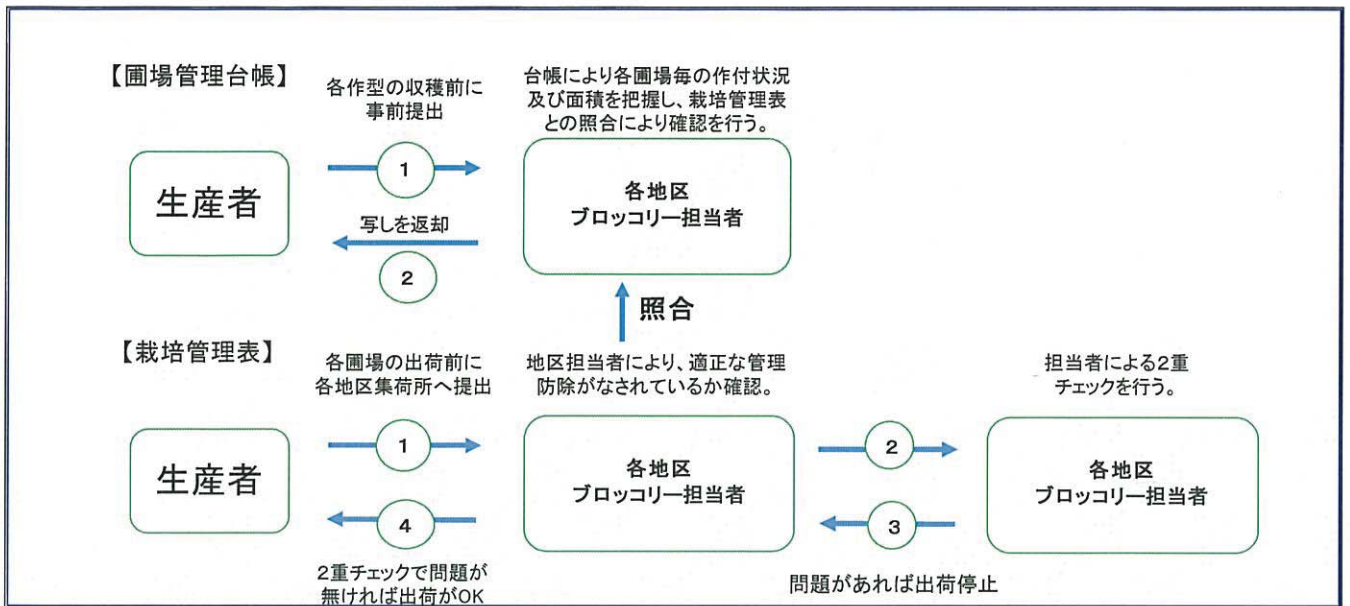 【圃場管理台帳】
各作型の収穫前に
事前提出
台帳により各圃場毎の作付状況
及び面積を把握し、栽培管理表
との照合により確認を行う。
生産者
1
写しを返却
2
各地区
ブロッコリー担当者
照合
【栽培管理表】
各圃場の出荷前に
各地区集荷所へ提出
地区担当者により、適正な管理
防除がなされているか確認。
担当者による2重
チェックを行う。
生産者
1
4
2重チェックで問題が
無ければ出荷がOK
各地区
ブロッコリー担当者
2
3
問題があれば出荷停止
各地区
ブロッコリー担当者